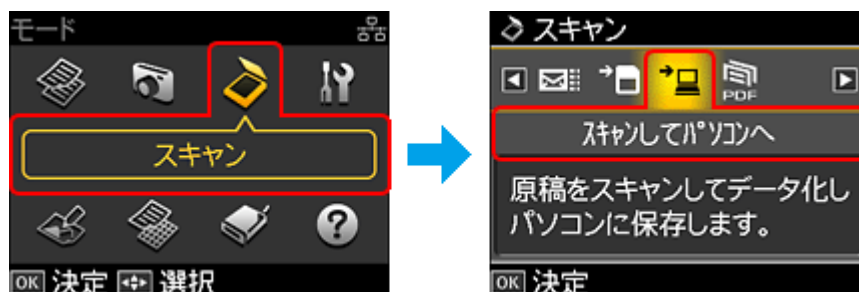 モード
スキャン
OK 決定 選択
スキャン
PDF
ｽｷｬﾝしてﾊﾟｿｺﾝへ
原稿をスキャンしてデータ化し
パソコンに保存します。
OK 決定